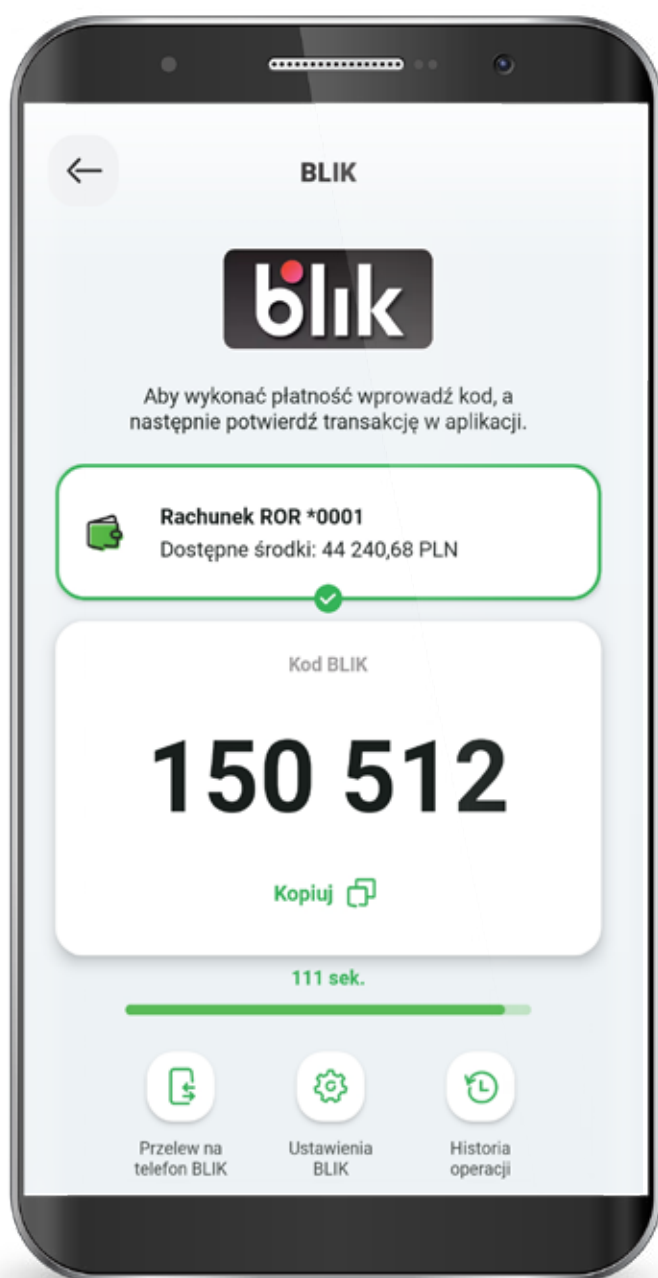 BLIK
blik
Aby wykonać płatność wprowadź kod, a
następnie potwierdź transakcję w aplikacji.
Rachunek ROR *0001
Dostępne środki: 44 240,68 PLN
Kod BLIK
150 512
Kopiuj
111 sek.
Przelew na
telefon BLIK
Ustawienia
BLIK
Historia
operacji